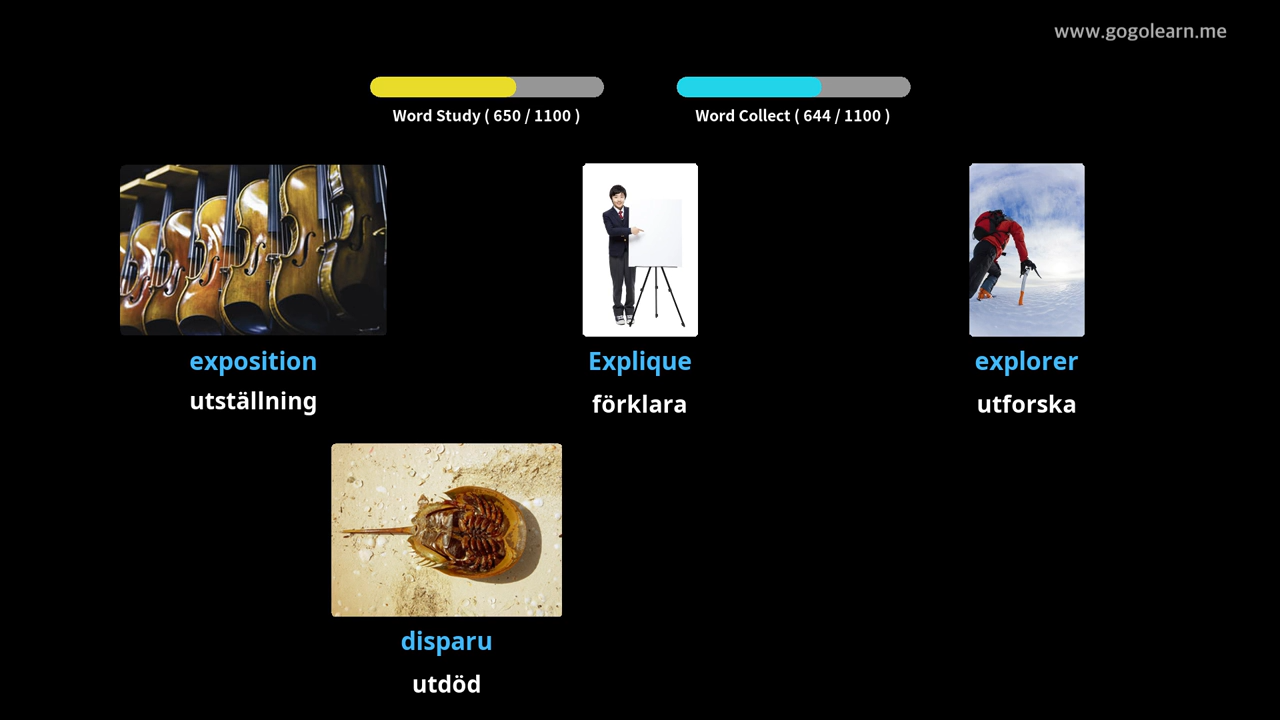 www.gogolearn.me
Word Study ( 650 / 1100 )
Word Collect ( 644 / 1100 )
exposition
utställning
Explique
förklara
explorer
utforska
disparu
utdöd